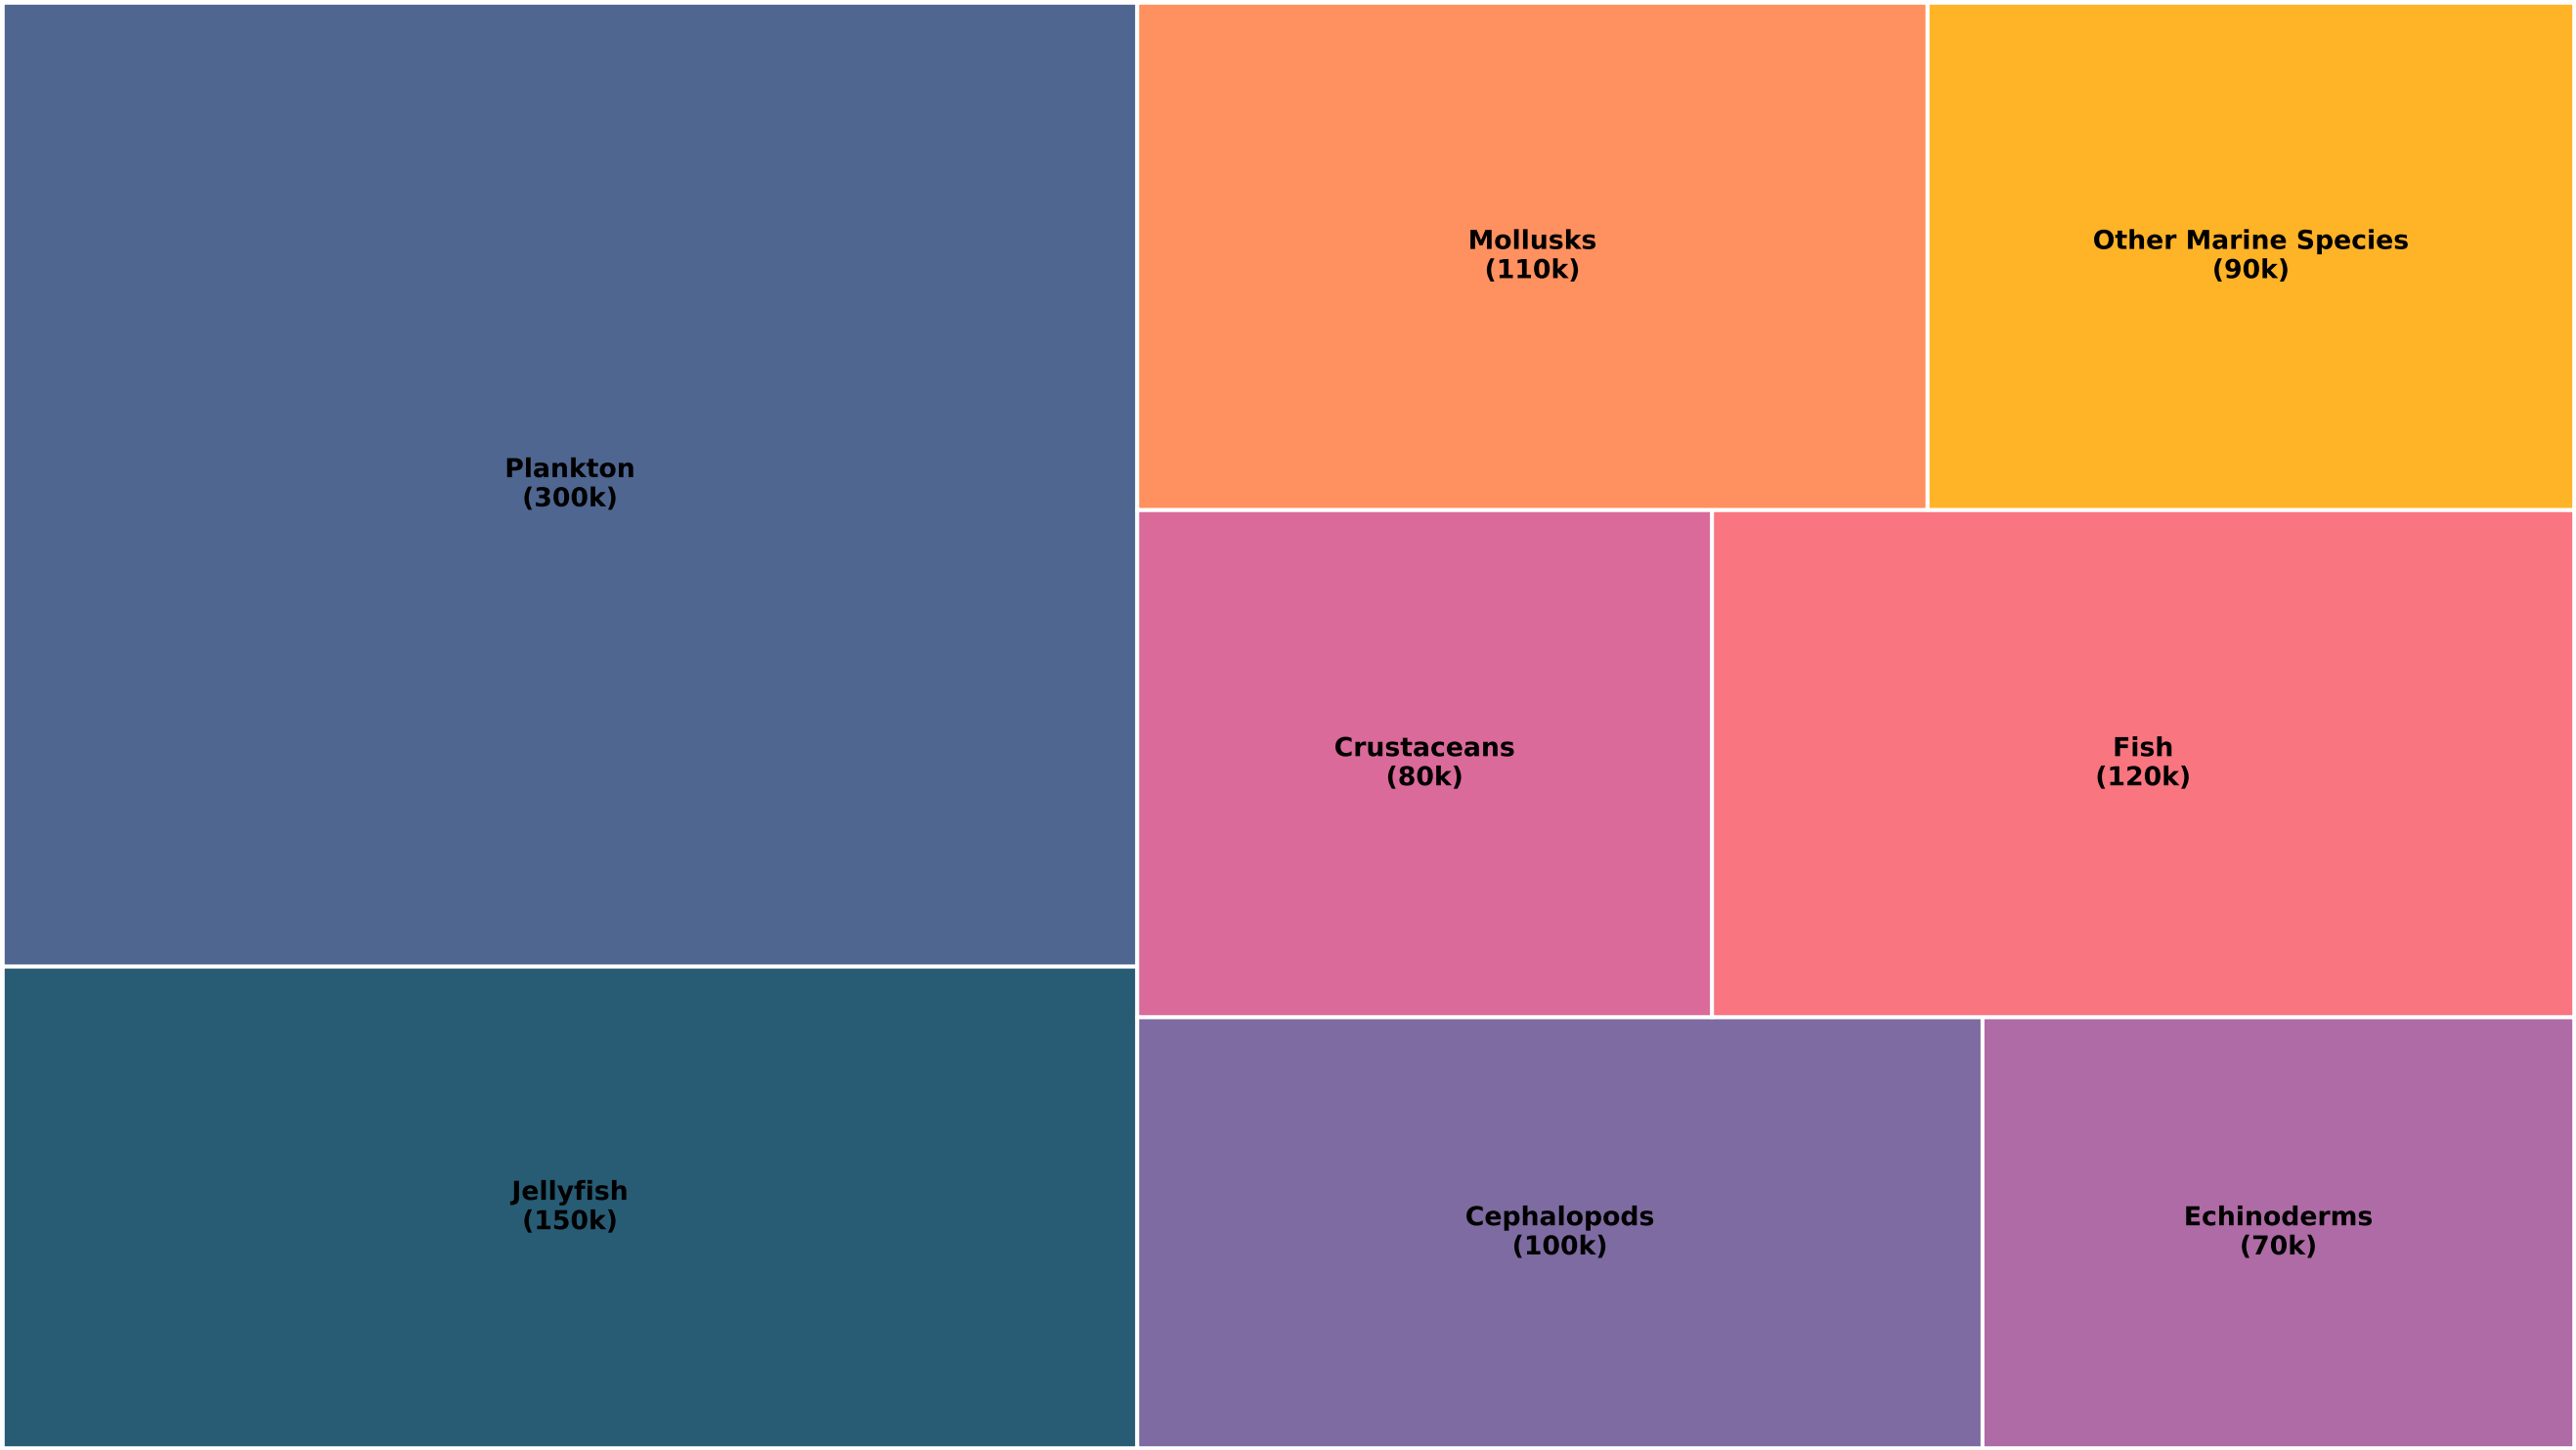 Plankton
(300k)
Jellyfish
(150k)
Mollusks
(110k)
Other Marine Species
(90k)
Crustaceans
(80k)
Fish
(120k)
Cephalopods
(100k)
Echinoderms
(70k)